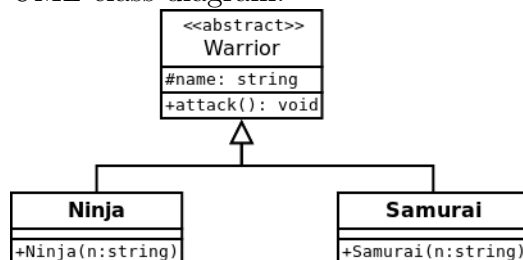 UML class diagram.
<<abstract>>
Warrior
#name: string
+attack(): void
Ninja
+Ninja(n:string)
Samurai
+Samurai(n:string)